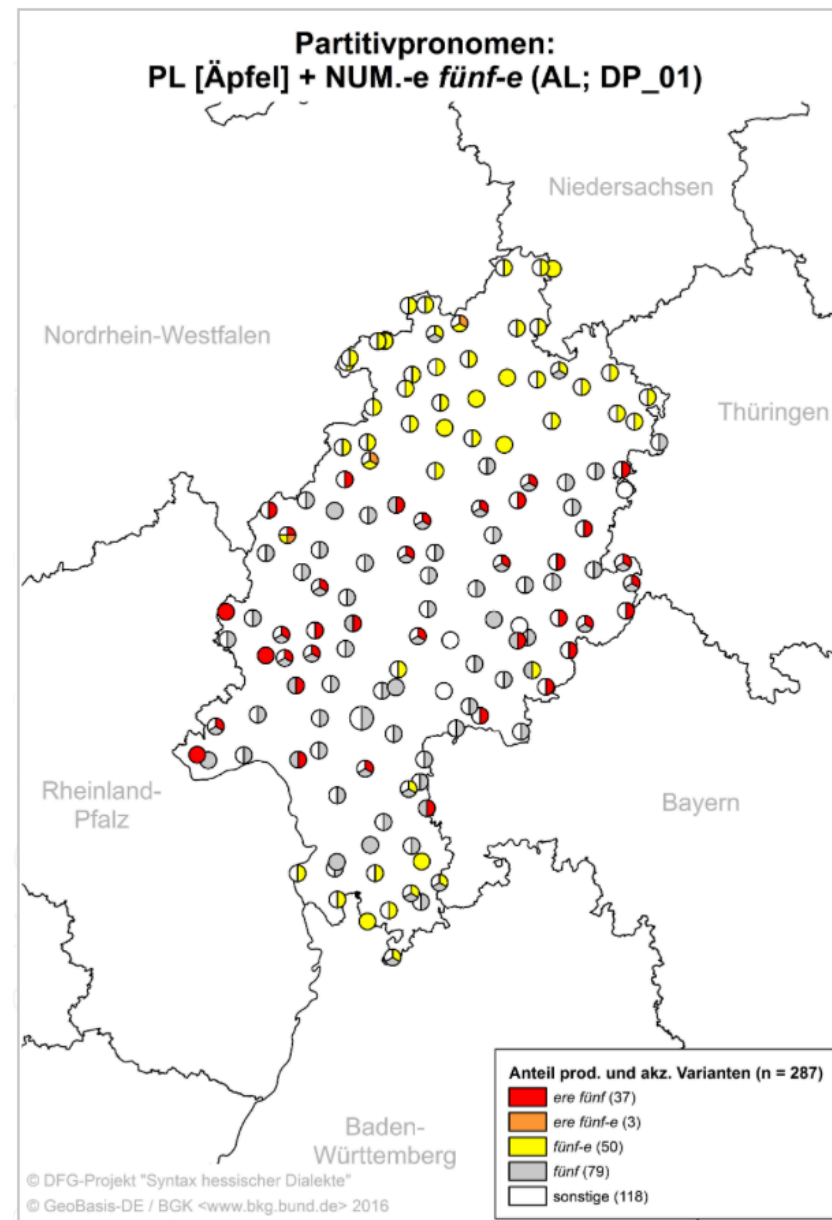 Partitivpronomen:
PL [Äpfel] + NUM.-e fünf-e (AL; DP_01)
Niedersachsen
Nordrhein-Westfalen
Thüringen
Rheinland-
Pfalz
Bayern
Baden-
Württemberg
Anteil prod. und akz. Varianten (n = 287)
ere fünf (37)
ere fünf-e (3)
fünf-e (50)
fünf (79)
sonstige (118)
© DFG-Projekt "Syntax hessischer Dialekte"
© GeoBasis-DE / BGK <www.bkg.bund.de> 2016